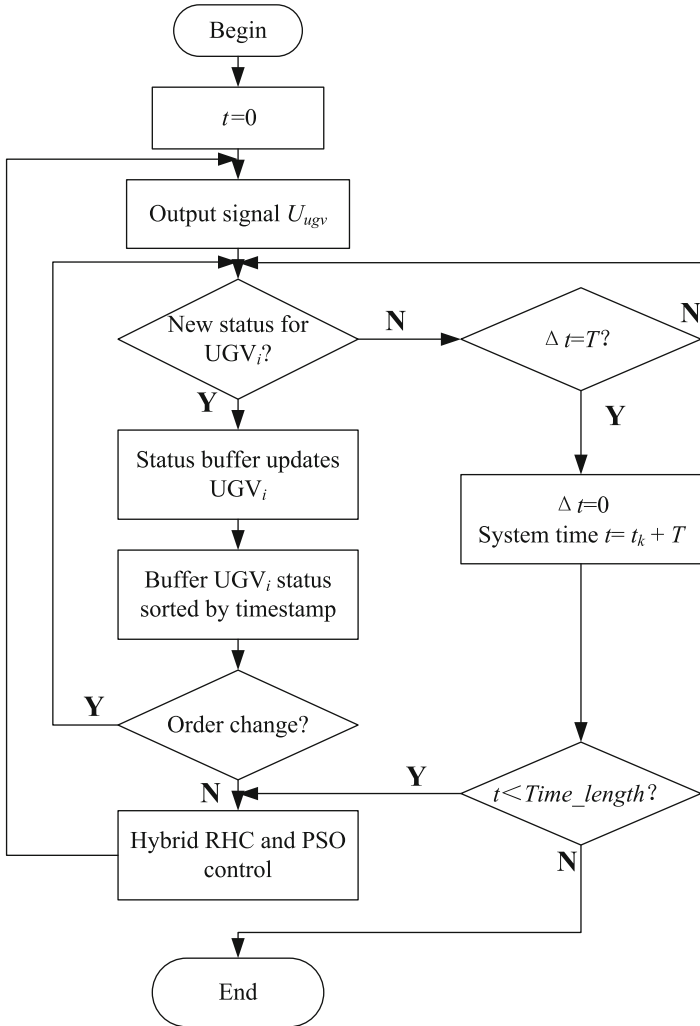 Begin
t=0
Output signal U_ugv
New status for
UGV_i?
N
Δ t=T?
N
Y
Y
Status buffer updates
UGV_i
Δ t=0
System time t= t_k + T
Buffer UGV_i status
sorted by timestamp
Y
Order change?
N
Y
t<Time_length?
Hybrid RHC and PSO
control
N
End